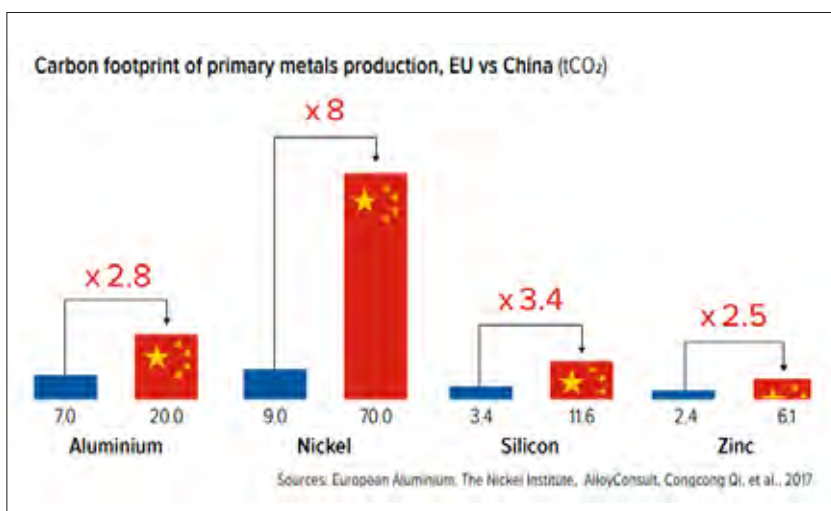 Carbon footprint of primary metals production, EU vs China (tCO₂)
x 8
x 2.8
x 3.4
x 2.5
7.0 20.0 9.0 70.0 3.4 11.6 2.4 6.1
Aluminium Nickel Silicon Zinc
Sources: European Aluminium, The Nickel Institute, AlloyConsult, Congcong Qi, et al., 2017